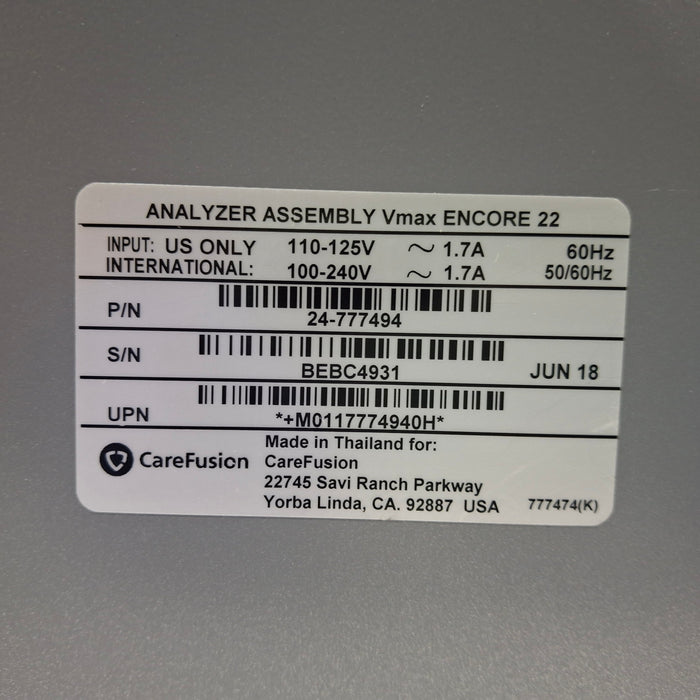 ANALYZER ASSEMBLY Vmax ENCORE 22
INPUT: US ONLY 110-125V ~ 1.7A 60Hz
INTERNATIONAL: 100-240V ~ 1.7A 50/60Hz
P/N 24-777494
S/N BEBC4931 JUN 18
UPN *+M0117774940H*
CareFusion
Made in Thailand for:
CareFusion
22745 Savi Ranch Parkway
Yorba Linda, CA. 92887 USA 777474(K)